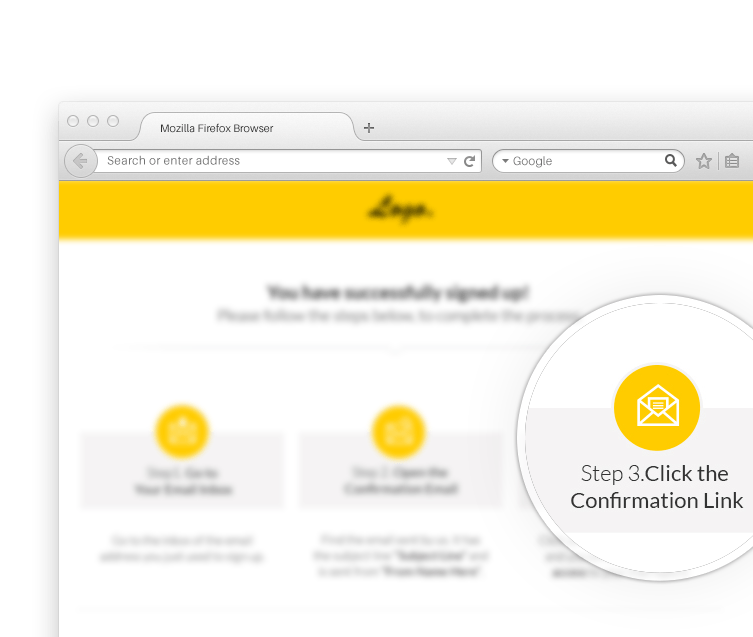 Mozilla Firefox Browser
Search or enter address
Google
Logo.
You have successfully signed up!
Please follow the steps below, to complete the process
Step 1. Go to
Your Email Inbox
Step 2. Open the
Confirmation Email
Step 3.Click the
Confirmation Link
Go to the inbox of the email
address you just used to sign up.
Find the email sent by us. It has
the subject line "Subject Line" and
is sent from "From Name Here".
access